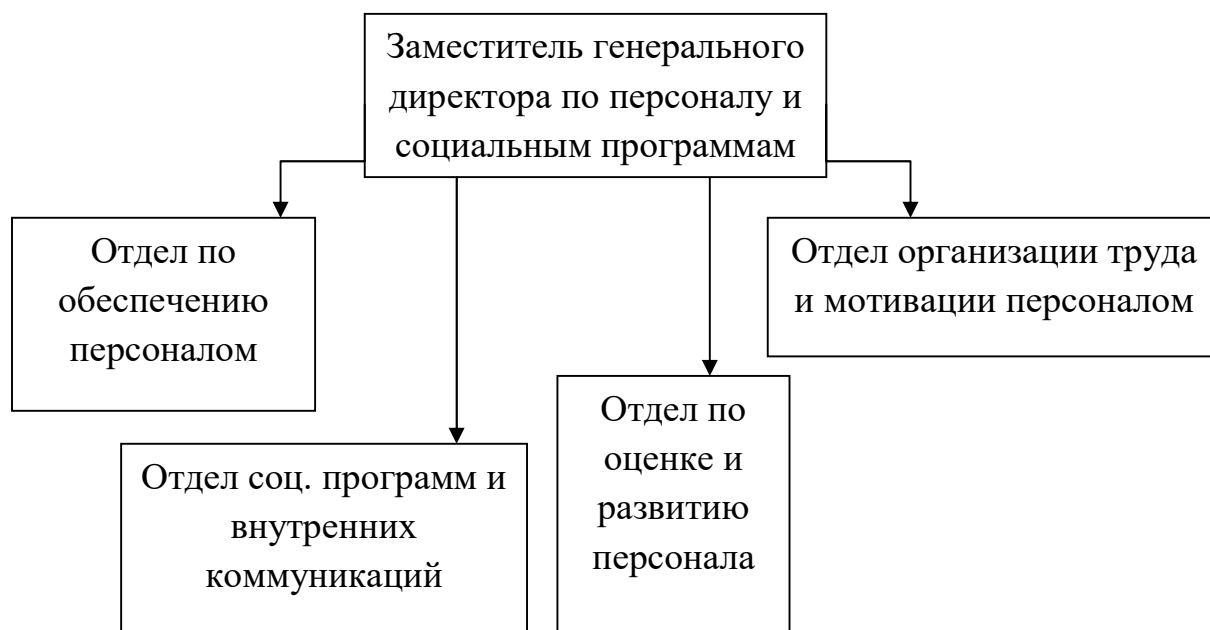 Заместитель генерального
директора по персоналу и
социальным программам
Отдел по
обеспечению
персоналом
Отдел соц. программ и
внутренних
коммуникаций
Отдел по
оценке и
развитию
персонала
Отдел организации труда
и мотивации персоналом